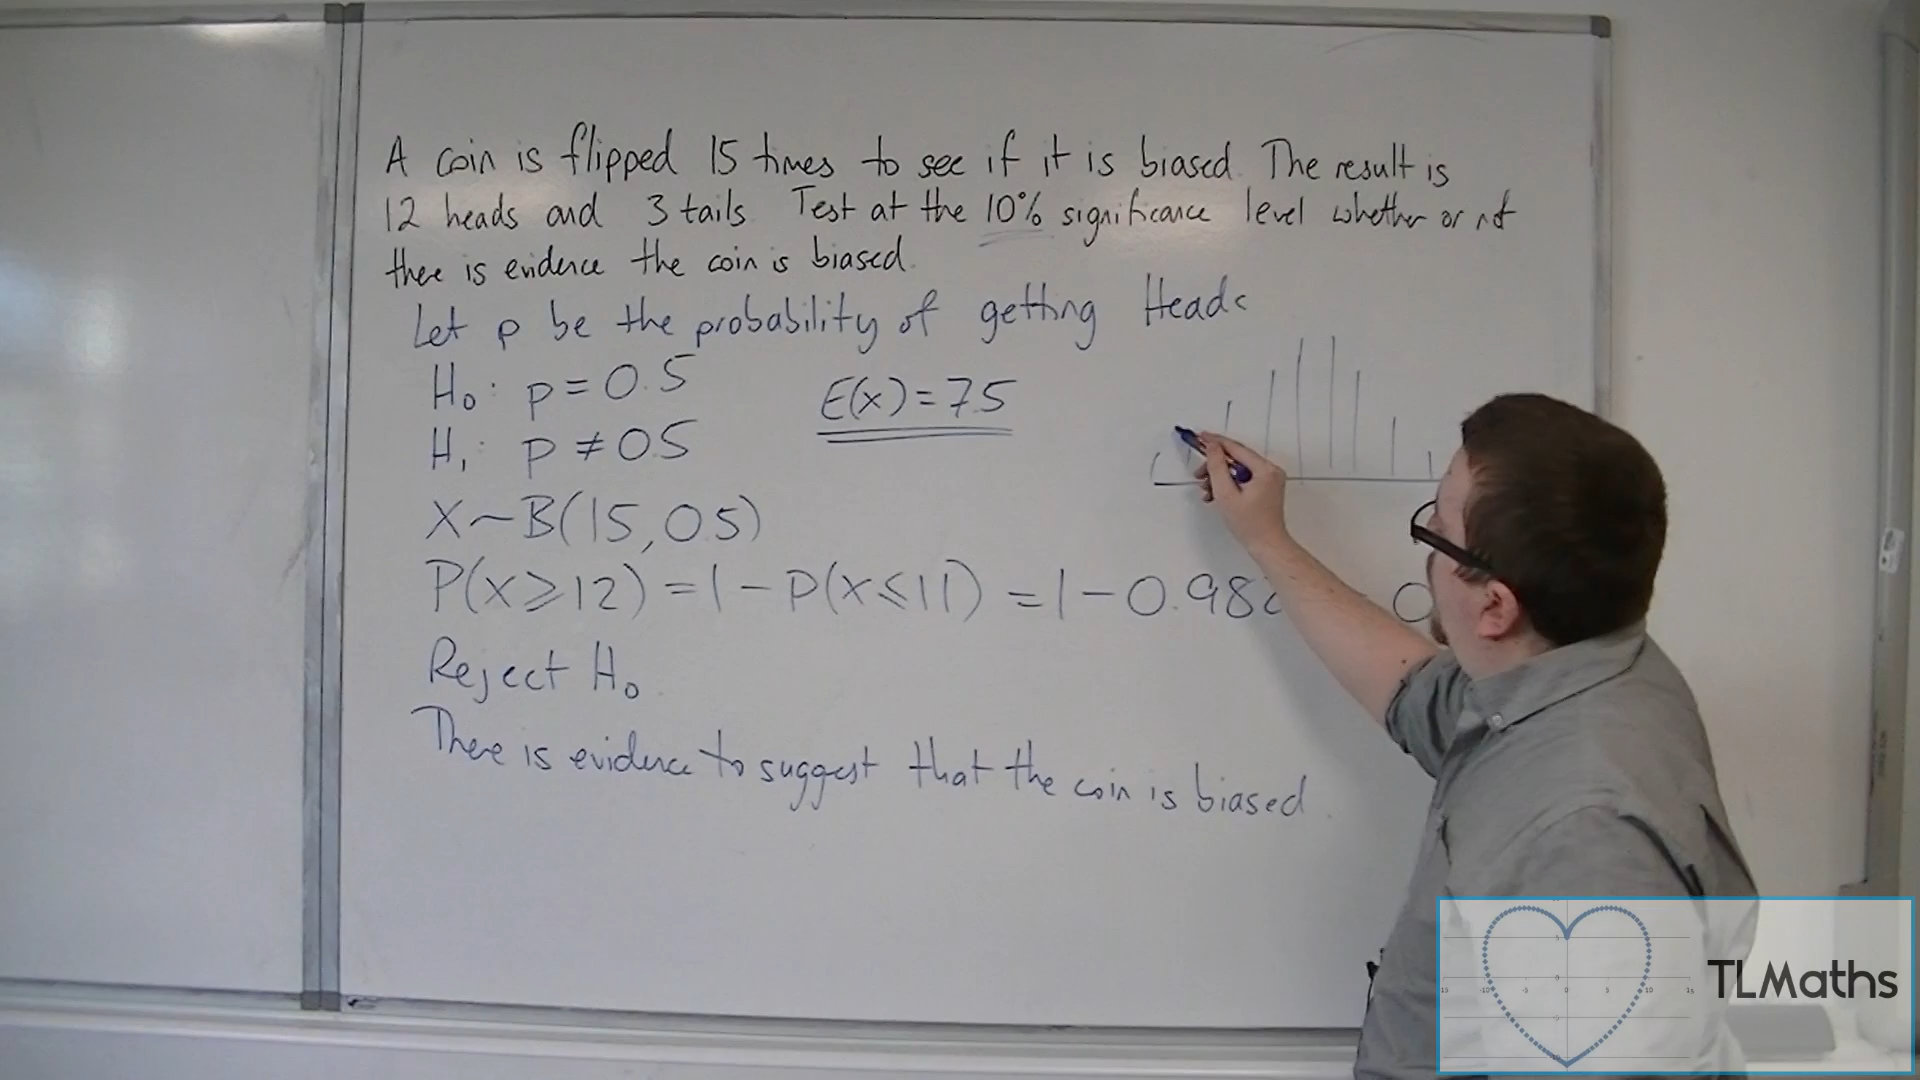 A coin is flipped 15 times to see if it is biased. The result is
12 heads and 3 tails. Test at the 10% significance level whether or not
there is evidence the coin is biased.
Let p be the probability of getting Heads
H₀: p = 0.5
E(X) = 7.5
H₁: p ≠ 0.5
X ~ B(15, 0.5)
P(X ⩾ 12) = 1 - P(X ⩽ 11) = 1 - 0.98
Reject H₀
There is evidence to suggest that the coin is biased.
TLMaths